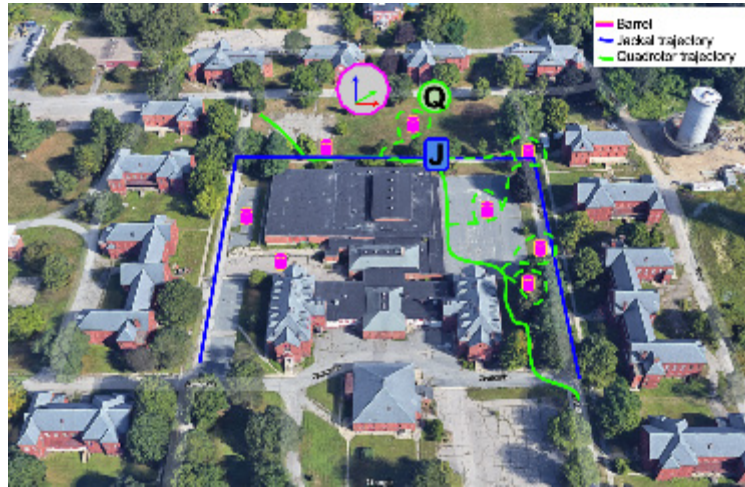 Barrel
Jackal trajectory
Quadrotor trajectory
Q
J